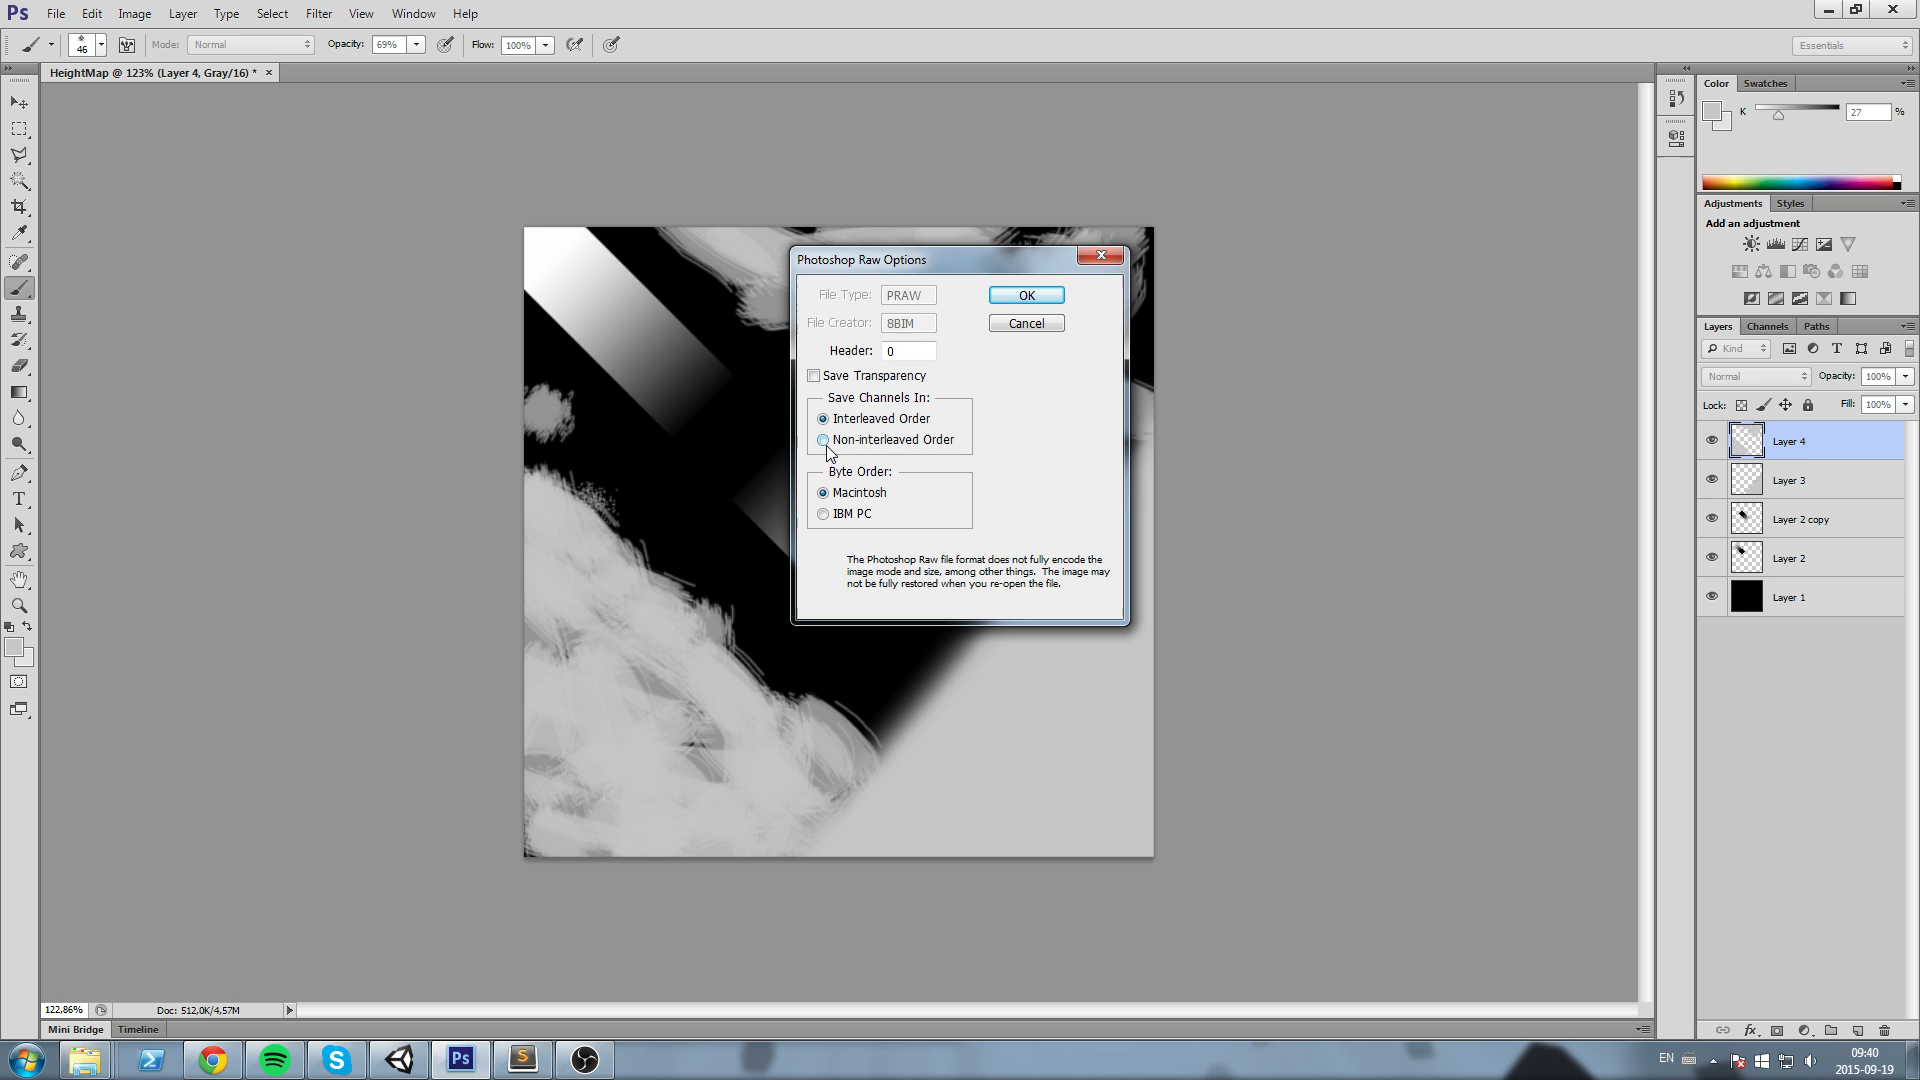 Ps File Edit Image Layer Type Select Filter View Window Help
46 Mode: Normal Opacity: 69% Flow: 100% Essentials
HeightMap @ 123% (Layer 4, Gray/16) * ×
Color Swatches
K 27 %
Adjustments Styles
Add an adjustment
Layers Channels Paths
Kind
Normal Opacity: 100%
Lock: Fill: 100%
Layer 4
Layer 3
Layer 2 copy
Layer 2
Layer 1
Photoshop Raw Options
File Type: PRAW OK
File Creator: 8BIM Cancel
Header: 0
Save Transparency
Save Channels In:
Interleaved Order
Non-interleaved Order
Byte Order:
Macintosh
IBM PC
The Photoshop Raw file format does not fully encode the
image mode and size, among other things. The image may
not be fully restored when you re-open the file.
122,86% Doc: 512,0K/4,57M
Mini Bridge Timeline
EN 09:40
2015-09-19